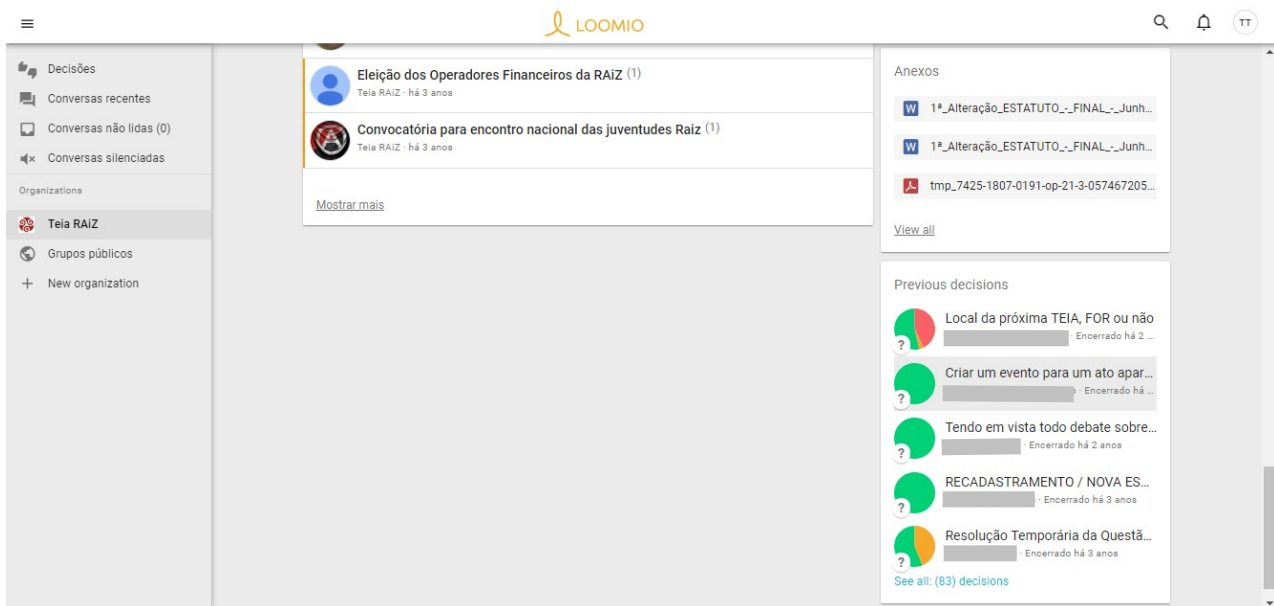 LOOMIO
TT
Decisões
Conversas recentes
Conversas não lidas (0)
Conversas silenciadas
Organizations
Teia RAiZ
Grupos públicos
New organization
Eleição dos Operadores Financeiros da RAiZ (1)
Teia RAiZ · há 3 anos
Convocatória para encontro nacional das juventudes Raiz (1)
Teia RAiZ · há 3 anos
Mostrar mais
Anexos
W 1ª_Alteração_ESTATUTO_-_FINAL_-_Junh...
W 1ª_Alteração_ESTATUTO_-_FINAL_-_Junh...
tmp_7425-1807-0191-op-21-3-057467205...
View all
Previous decisions
Local da próxima TEIA, FOR ou não
? · Encerrado há 2 ...
Criar um evento para um ato apar...
? · Encerrado há ...
Tendo em vista todo debate sobre...
? · Encerrado há 2 anos
RECADASTRAMENTO / NOVA ES...
? · Encerrado há 3 anos
Resolução Temporária da Questã...
? · Encerrado há 3 anos
See all: (83) decisions